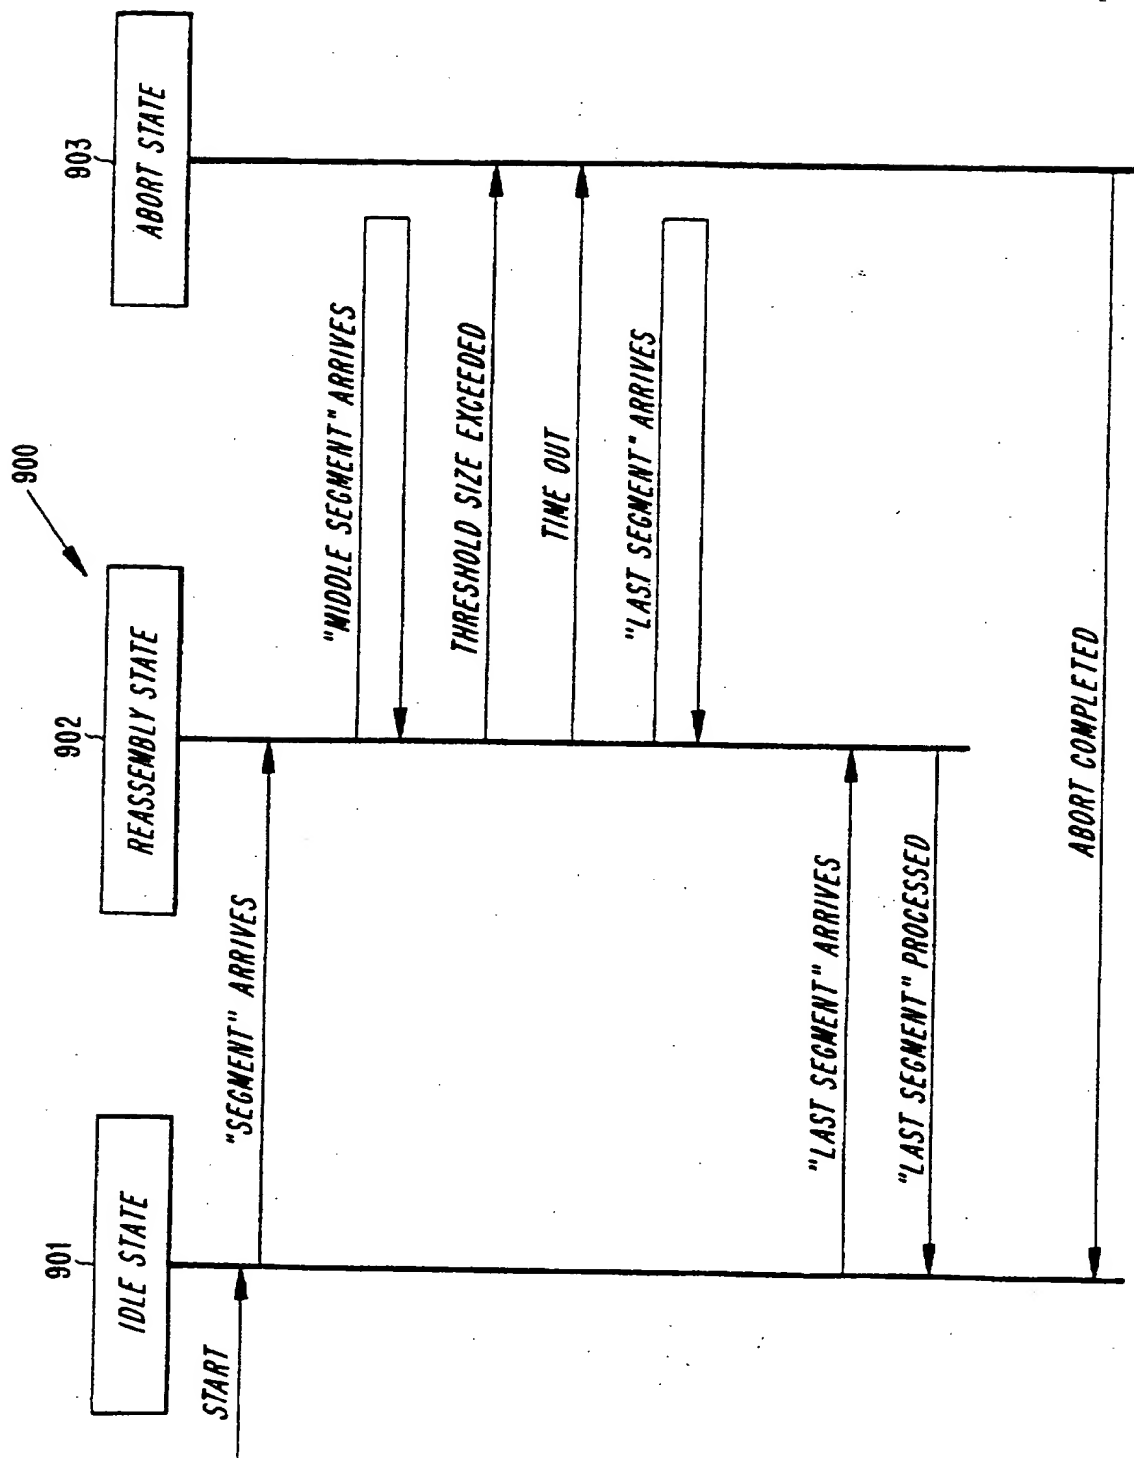 900
901
IDLE STATE
902
REASSEMBLY STATE
903
ABORT STATE
START
"SEGMENT" ARRIVES
"MIDDLE SEGMENT" ARRIVES
THRESHOLD SIZE EXCEEDED
TIME OUT
"LAST SEGMENT" ARRIVES
"LAST SEGMENT" ARRIVES
"LAST SEGMENT" PROCESSED
ABORT COMPLETED